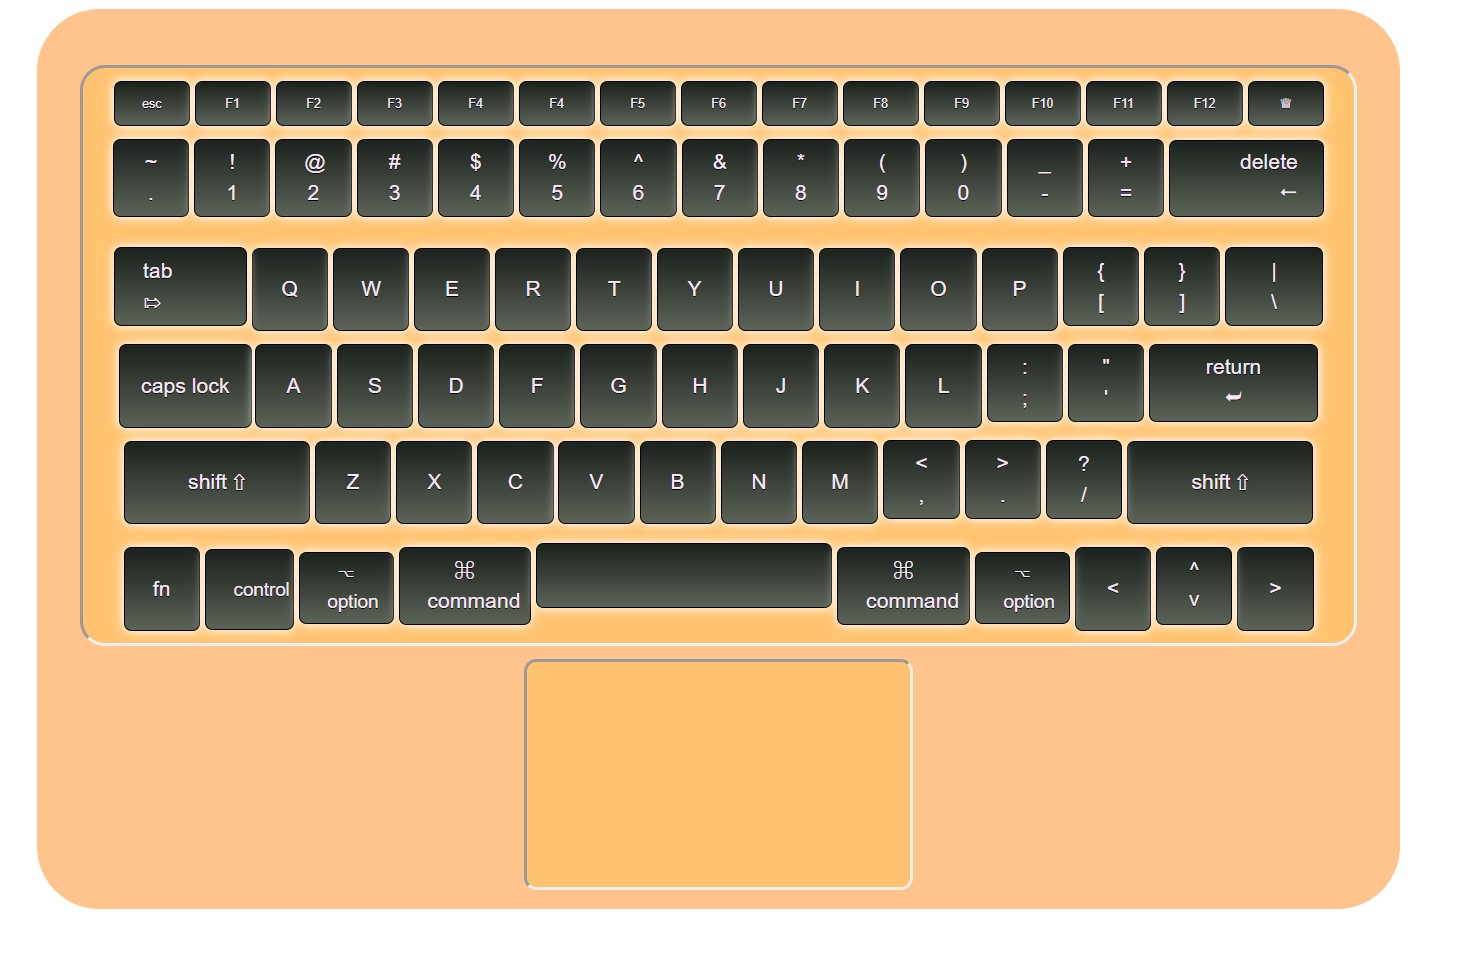 esc F1 F2 F3 F4 F4 F5 F6 F7 F8 F9 F10 F11 F12 ♕
~ ! @ # $ % ^ & * ( ) _ + delete
. 1 2 3 4 5 6 7 8 9 0 - = ←
tab { } |
Q W E R T Y U I O P
⇰ [ ] \
: " return
caps lock A S D F G H J K L
; ' ⮨
< > ?
shift ⇧ Z X C V B N M shift ⇧
, . /
⌥ ⌘ ⌘ ⌥ ^
fn control option command command option < v >